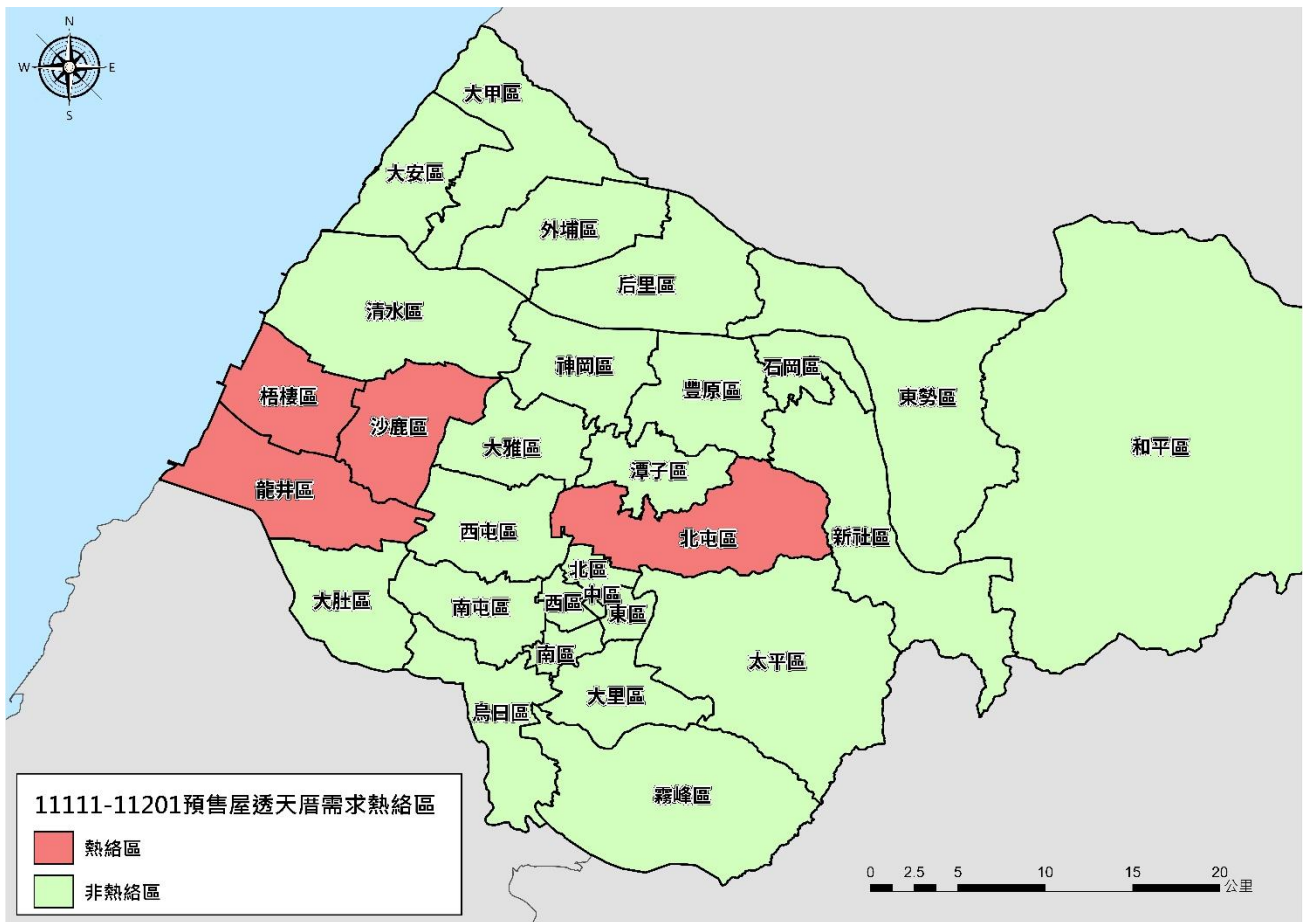 N
W
E
S
大甲區
大安區
外埔區
后里區
清水區
神岡區
豐原區
石岡區
東勢區
和平區
梧棲區
沙鹿區
大雅區
潭子區
龍井區
西屯區
北屯區
新社區
北區
中區
西區
東區
大肚區
南屯區
南區
太平區
大里區
烏日區
霧峰區
11111-11201預售屋透天厝需求熱絡區
熱絡區
非熱絡區
0 2.5 5 10 15 20
公里